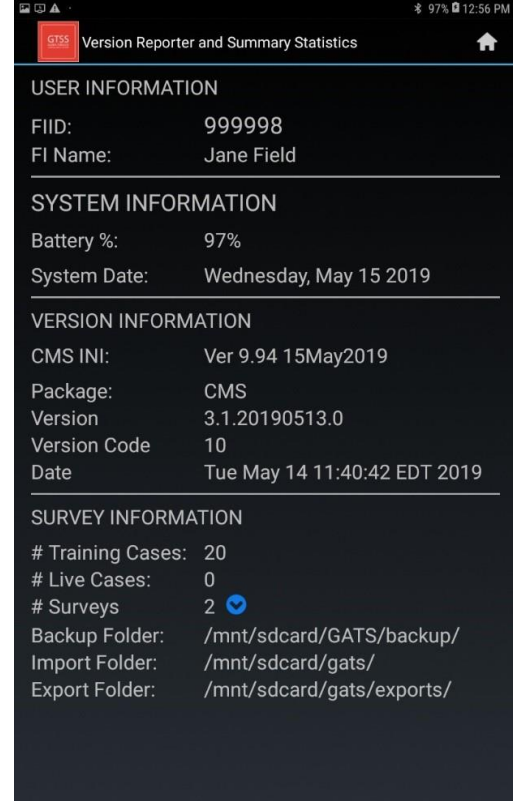 97% 12:56 PM
GTSS
Version Reporter and Summary Statistics
USER INFORMATION
FIID: 999998
FI Name: Jane Field
SYSTEM INFORMATION
Battery %: 97%
System Date: Wednesday, May 15 2019
VERSION INFORMATION
CMS INI: Ver 9.94 15May2019
Package: CMS
Version 3.1.20190513.0
Version Code 10
Date Tue May 14 11:40:42 EDT 2019
SURVEY INFORMATION
# Training Cases: 20
# Live Cases: 0
# Surveys 2
Backup Folder: /mnt/sdcard/GATS/backup/
Import Folder: /mnt/sdcard/gats/
Export Folder: /mnt/sdcard/gats/exports/